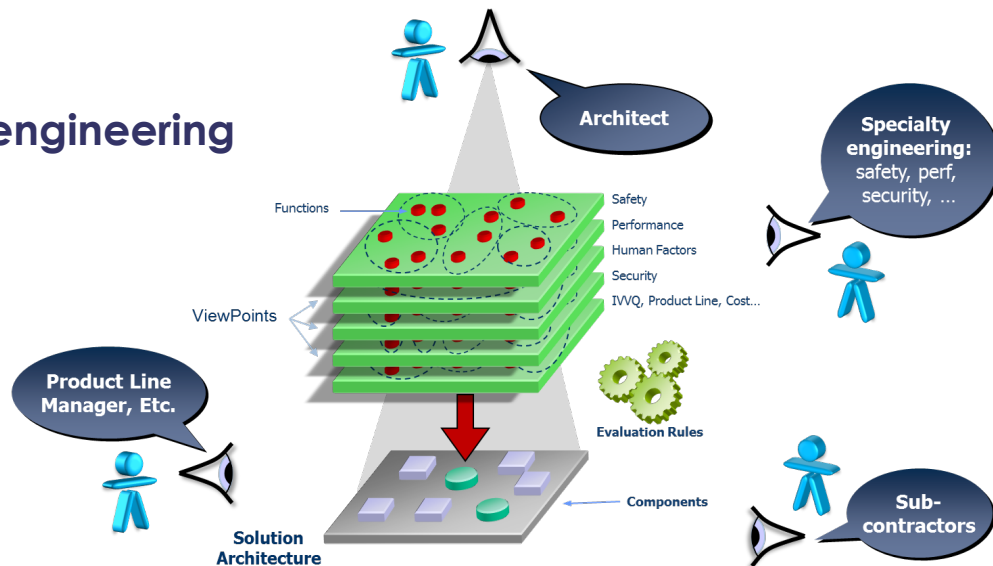 Architect
engineering
Specialty
engineering:
safety, perf,
security, ...
Functions
Safety
Performance
Human Factors
Security
IVVQ, Product Line, Cost...
ViewPoints
Product Line
Manager, Etc.
Evaluation Rules
Components
Solution
Architecture
Sub-
contractors